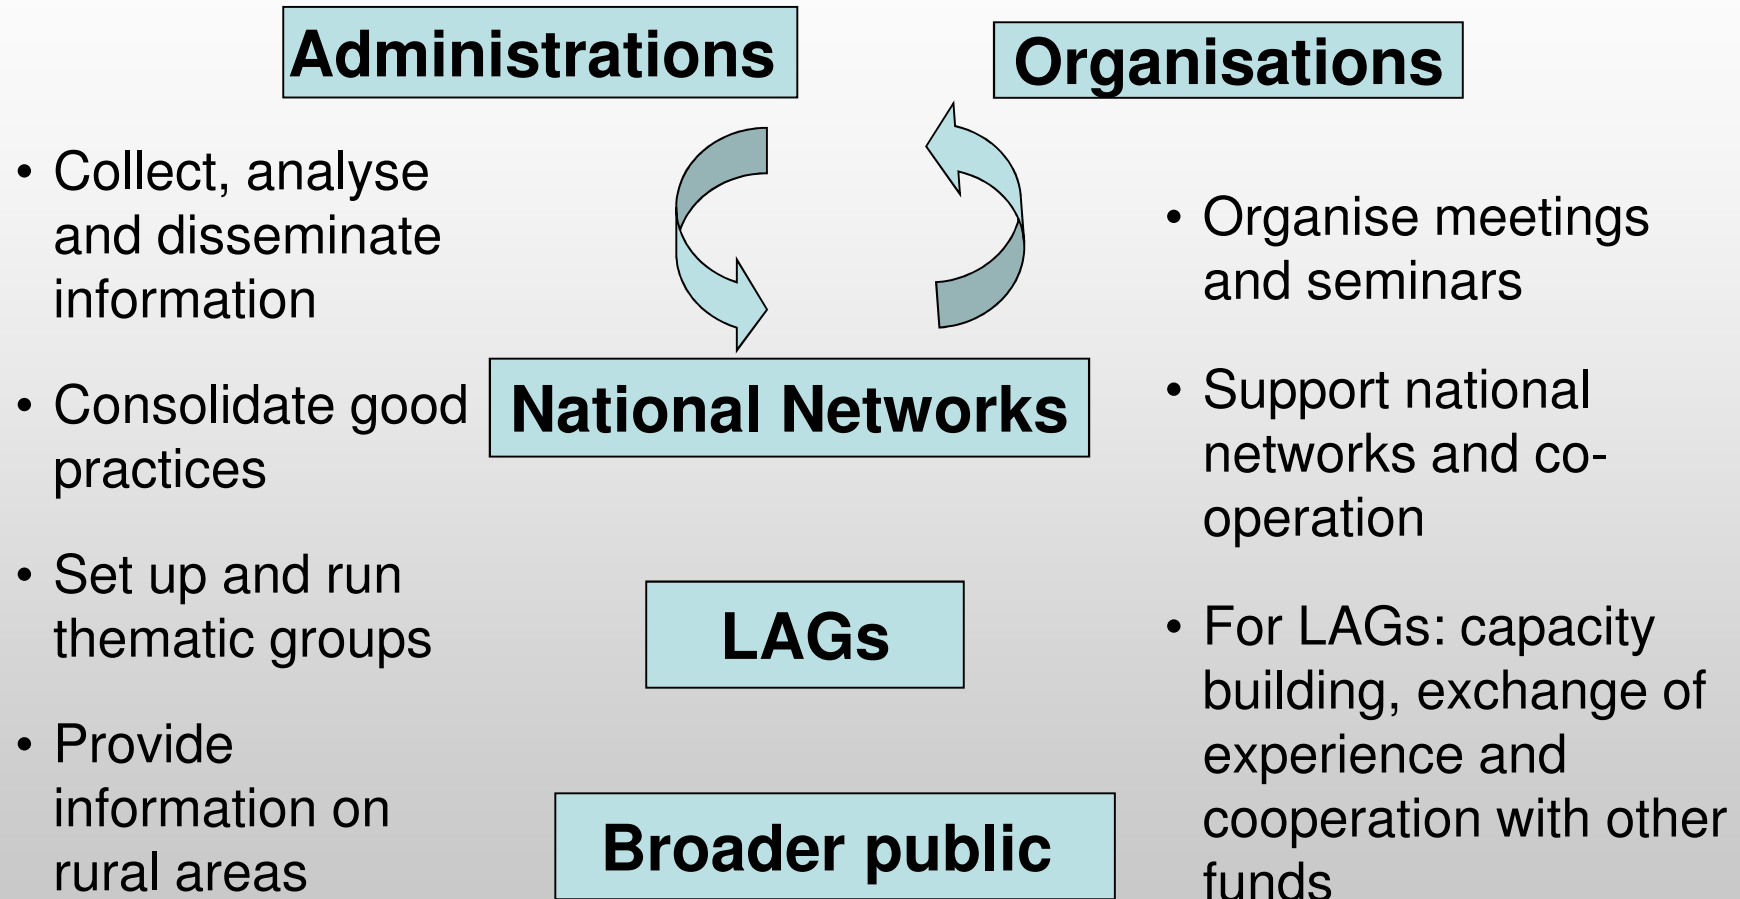 Administrations
Organisations
• Collect, analyse
and disseminate
information
• Consolidate good
practices
• Set up and run
thematic groups
• Provide
information on
rural areas
National Networks
LAGs
Broader public
• Organise meetings
and seminars
• Support national
networks and co-
operation
• For LAGs: capacity
building, exchange of
experience and
cooperation with other
funds